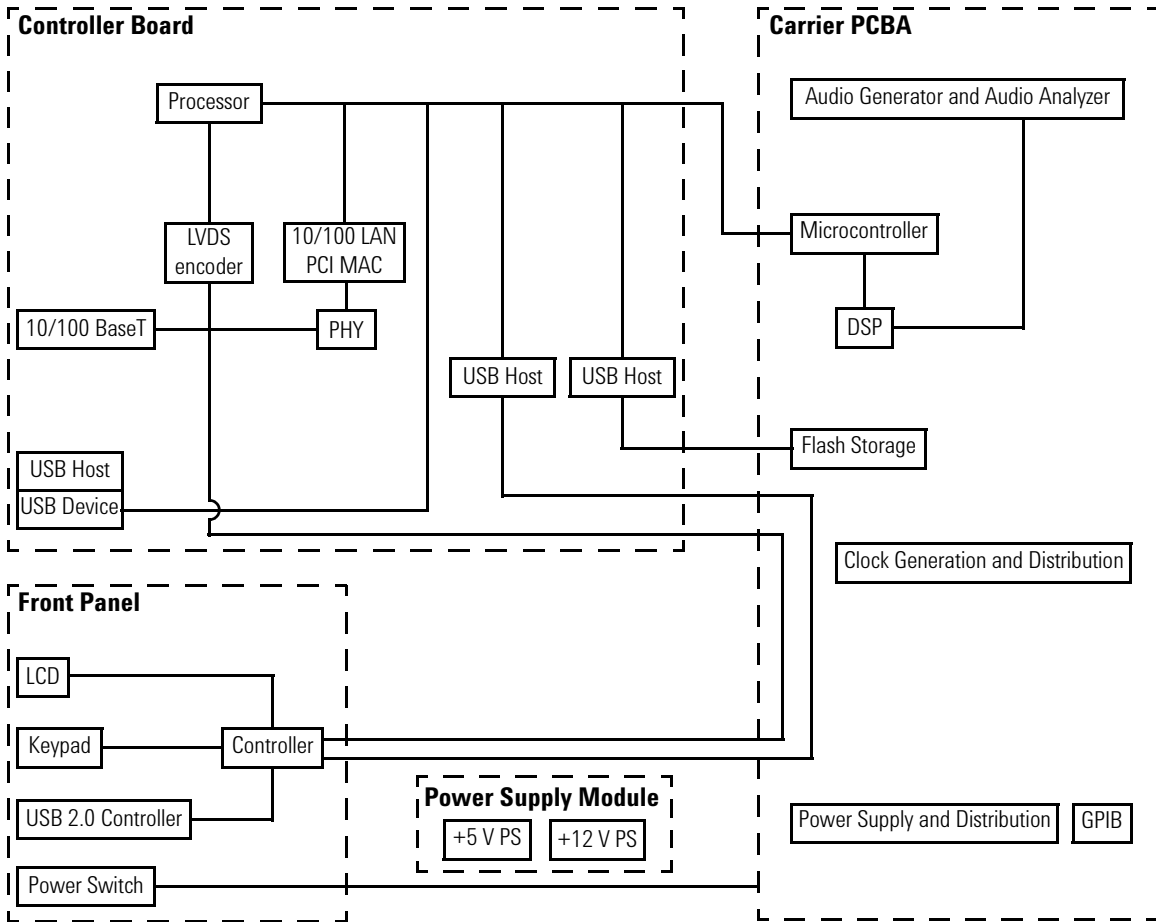 Controller Board
Processor
LVDS
encoder
10/100 LAN
PCI MAC
10/100 BaseT
PHY
USB Host
USB Host
USB Host
USB Device
Carrier PCBA
Audio Generator and Audio Analyzer
Microcontroller
DSP
Flash Storage
Clock Generation and Distribution
Power Supply and Distribution
GPIB
Front Panel
LCD
Keypad
Controller
USB 2.0 Controller
Power Switch
Power Supply Module
+5 V PS
+12 V PS